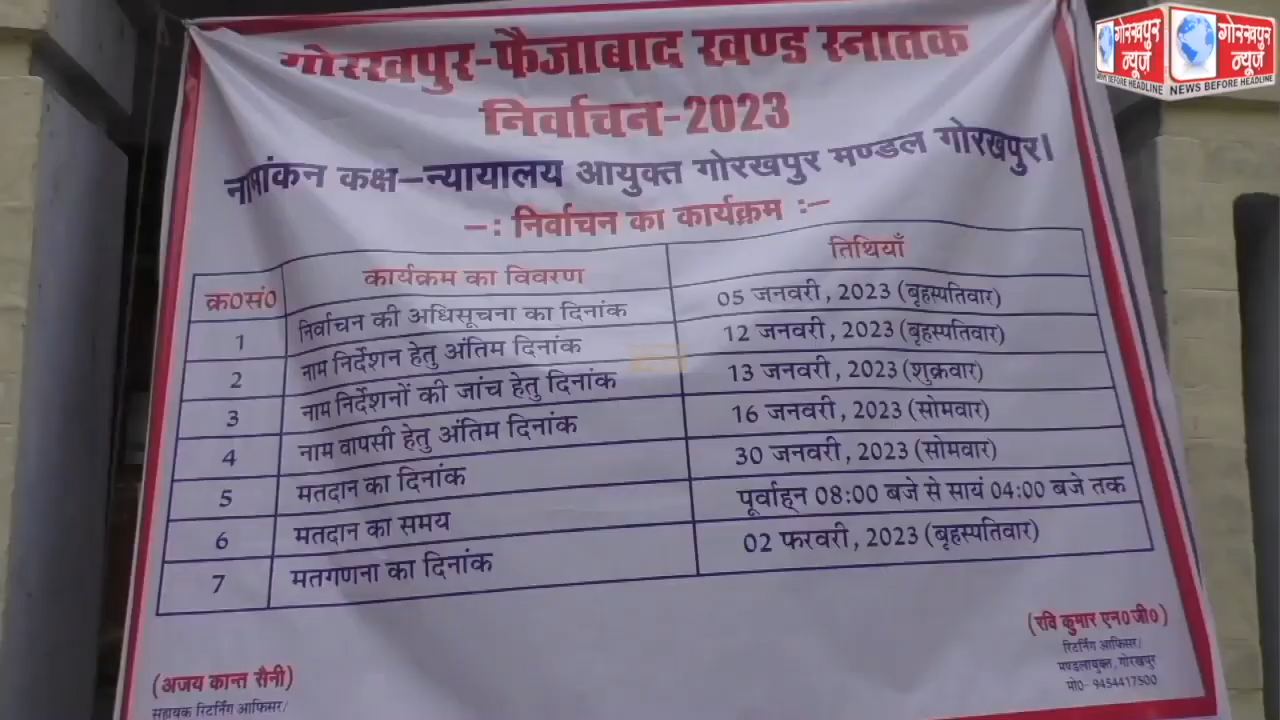 गोरखपुर न्यूज
गोरखपुर न्यूज
NEWS BEFORE HEADLINE
NEWS BEFORE HEADLINE
गोरखपुर-फैजाबाद खण्ड स्नातक
निर्वाचन-2023
नामांकन कक्ष–न्यायालय आयुक्त गोरखपुर मण्डल गोरखपुर।
–: निर्वाचन का कार्यक्रम :–
क्र0सं0 कार्यक्रम का विवरण तिथियाँ
1 निर्वाचन की अधिसूचना का दिनांक 05 जनवरी, 2023 (बृहस्पतिवार)
2 नाम निर्देशन हेतु अंतिम दिनांक 12 जनवरी, 2023 (बृहस्पतिवार)
3 नाम निर्देशनों की जांच हेतु दिनांक 13 जनवरी, 2023 (शुक्रवार)
4 नाम वापसी हेतु अंतिम दिनांक 16 जनवरी, 2023 (सोमवार)
5 मतदान का दिनांक 30 जनवरी, 2023 (सोमवार)
6 मतदान का समय पूर्वाह्न 08:00 बजे से सायं 04:00 बजे तक
7 मतगणना का दिनांक 02 फरवरी, 2023 (बृहस्पतिवार)
(रवि कुमार एन0जी0)
रिटर्निंग आफिसर/
मण्डलायुक्त, गोरखपुर
मो0- 9454417500
(अजय कान्त सैनी)
सहायक रिटर्निंग आफिसर/